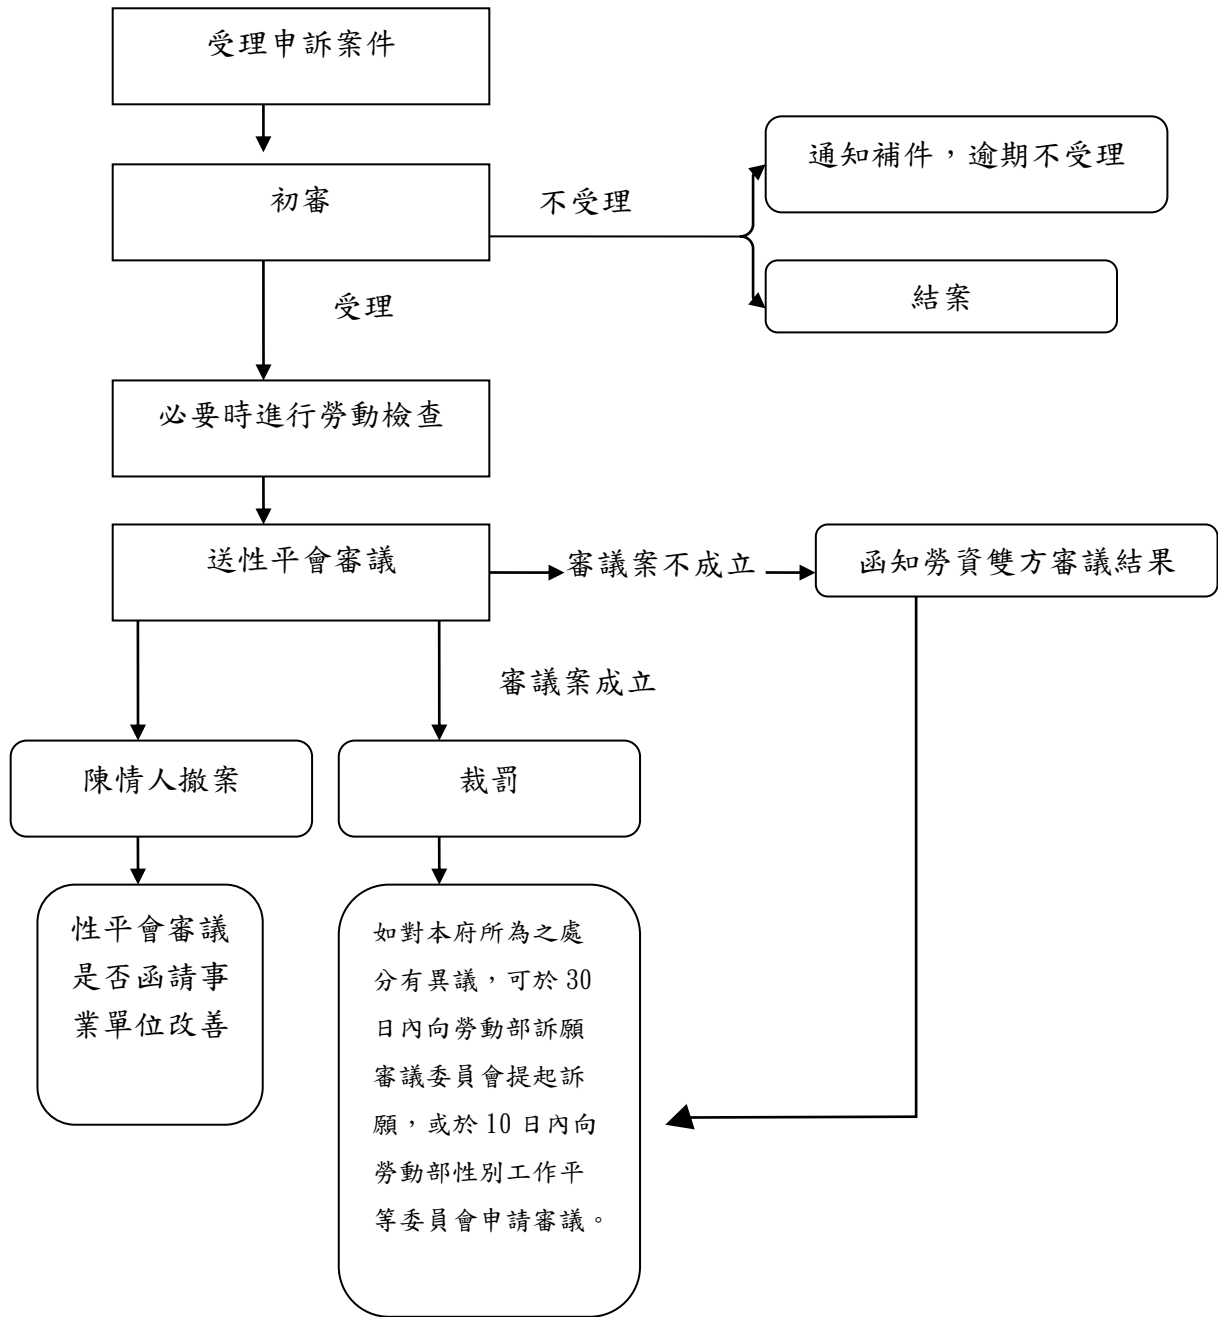 受理申訴案件
通知補件，逾期不受理
初審
不受理
結案
受理
必要時進行勞動檢查
送性平會審議
審議案不成立
函知勞資雙方審議結果
審議案成立
陳情人撤案
裁罰
性平會審議
是否函請事
業單位改善
如對本府所為之處
分有異議，可於 30
日內向勞動部訴願
審議委員會提起訴
願，或於 10 日內向
勞動部性別工作平
等委員會申請審議。